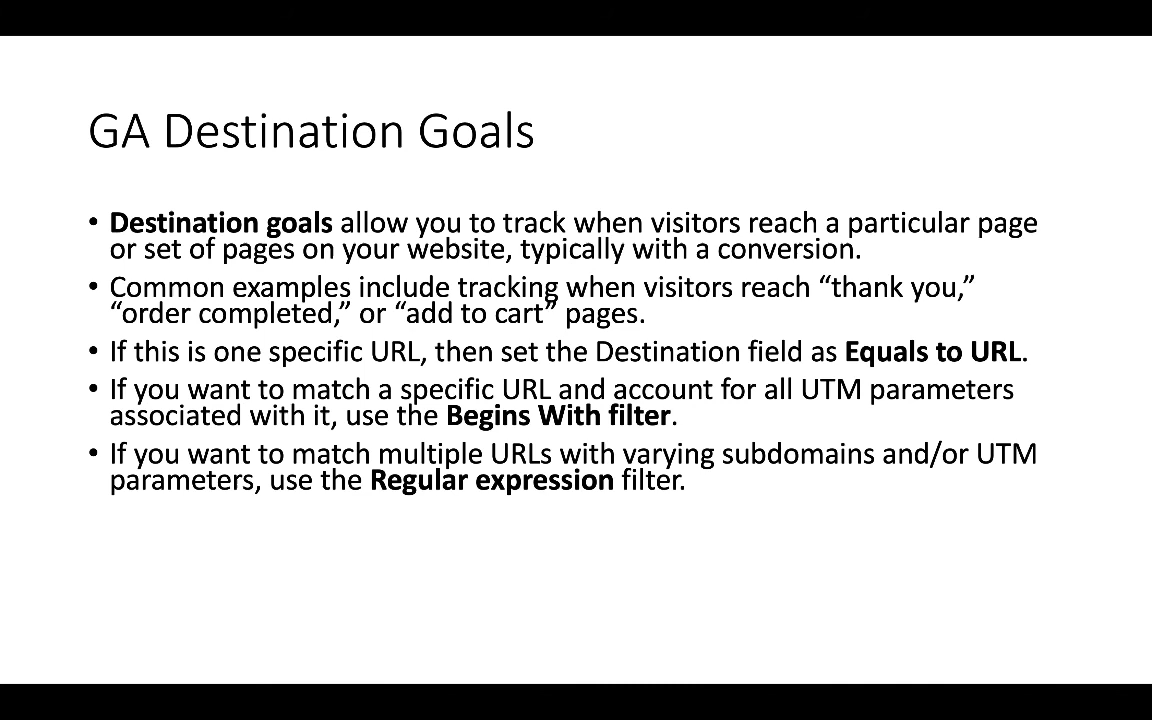 GA Destination Goals
• Destination goals allow you to track when visitors reach a particular page
or set of pages on your website, typically with a conversion.
• Common examples include tracking when visitors reach “thank you,”
“order completed,” or “add to cart” pages.
• If this is one specific URL, then set the Destination field as Equals to URL.
• If you want to match a specific URL and account for all UTM parameters
associated with it, use the Begins With filter.
• If you want to match multiple URLs with varying subdomains and/or UTM
parameters, use the Regular expression filter.